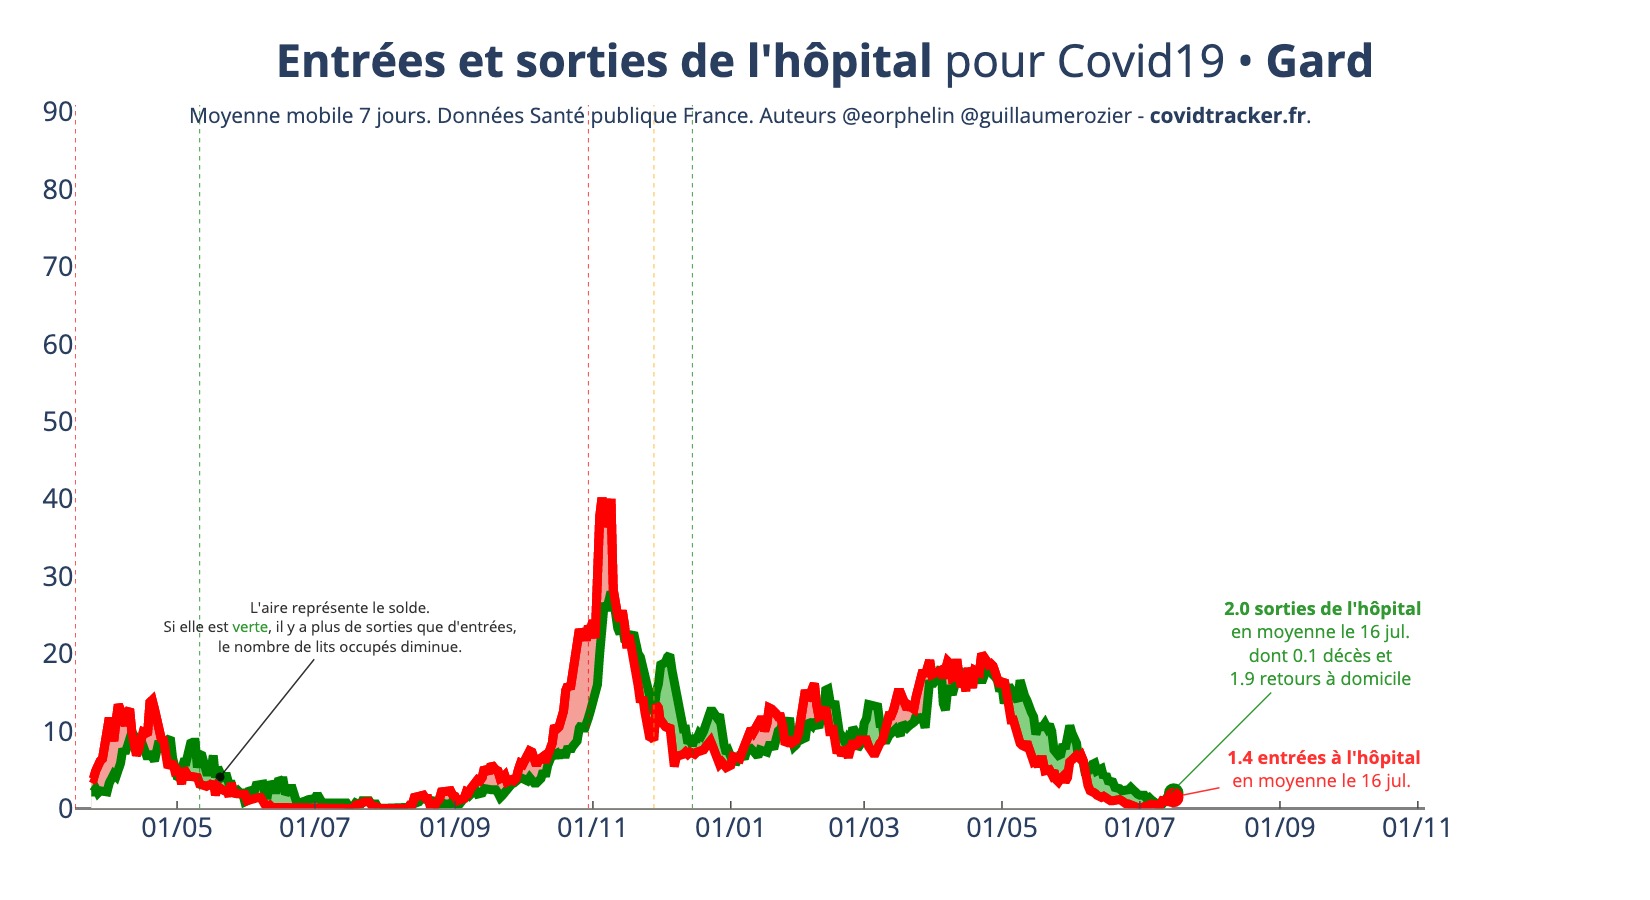 Entrées et sorties de l'hôpital pour Covid19 • Gard
Moyenne mobile 7 jours. Données Santé publique France. Auteurs @eorphelin @guillaumerozier - covidtracker.fr.
90
80
70
60
50
40
30
20
10
0
L'aire représente le solde.
Si elle est verte, il y a plus de sorties que d'entrées,
le nombre de lits occupés diminue.
2.0 sorties de l'hôpital
en moyenne le 16 jul.
dont 0.1 décès et
1.9 retours à domicile
1.4 entrées à l'hôpital
en moyenne le 16 jul.
01/05 01/07 01/09 01/11 01/01 01/03 01/05 01/07 01/09 01/11